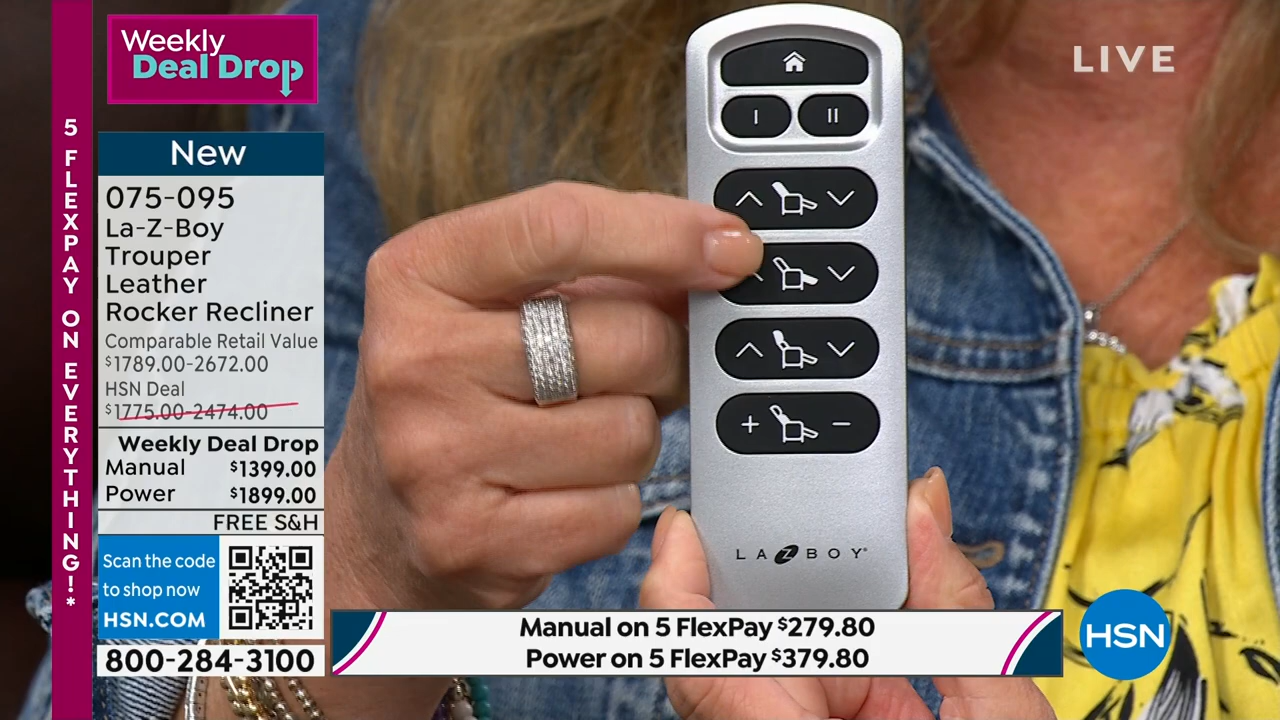 Weekly
Deal Drop
LIVE
5 FLEXPAY ON EVERYTHING!*
New
075-095
La-Z-Boy
Trouper
Leather
Rocker Recliner
Comparable Retail Value
$1789.00-2672.00
HSN Deal
$1775.00-2474.00
Weekly Deal Drop
Manual $1399.00
Power $1899.00
FREE S&H
Scan the code
to shop now
HSN.COM
800-284-3100
I II
+ −
LA Z BOY®
Manual on 5 FlexPay $279.80
Power on 5 FlexPay $379.80
HSN